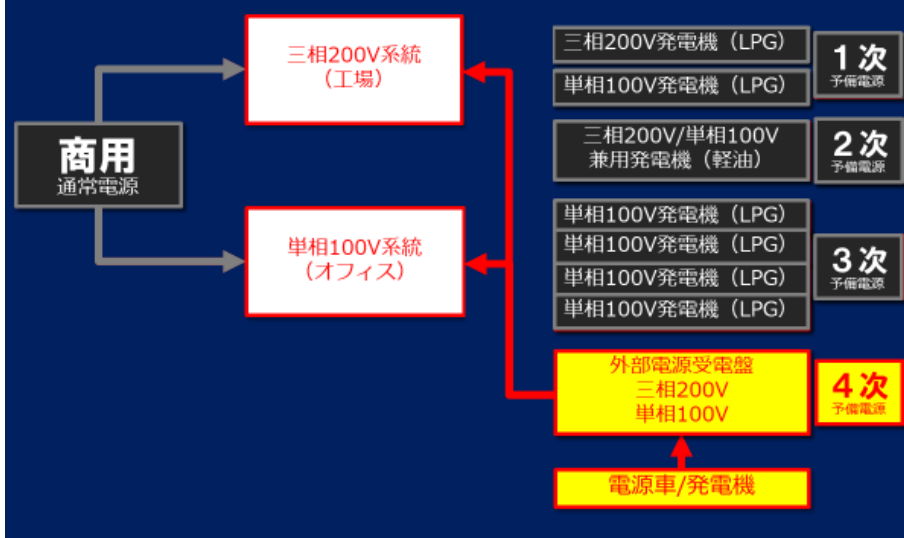 商用
通常電源
三相200V系統
（工場）
単相100V系統
（オフィス）
三相200V発電機（LPG）
単相100V発電機（LPG）
1次
予備電源
三相200V/単相100V
兼用発電機（軽油）
2次
予備電源
単相100V発電機（LPG）
単相100V発電機（LPG）
単相100V発電機（LPG）
単相100V発電機（LPG）
3次
予備電源
外部電源受電盤
三相200V
単相100V
4次
予備電源
電源車/発電機